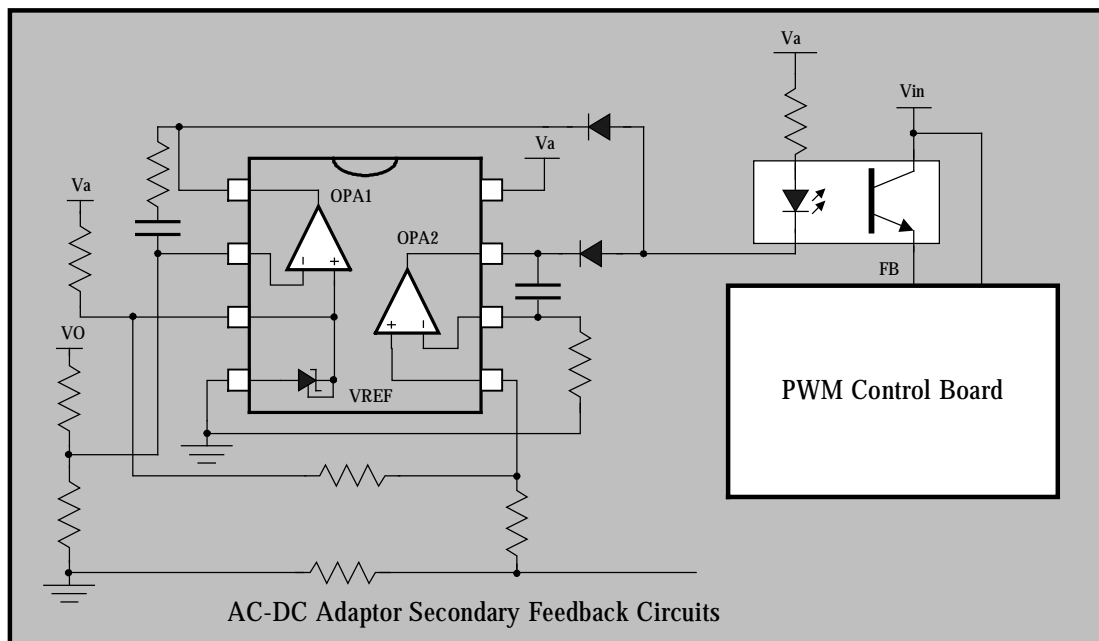 Va
Vin
Va
Va
OPA1
OPA2
FB
VO
VREF
PWM Control Board
AC-DC Adaptor Secondary Feedback Circuits